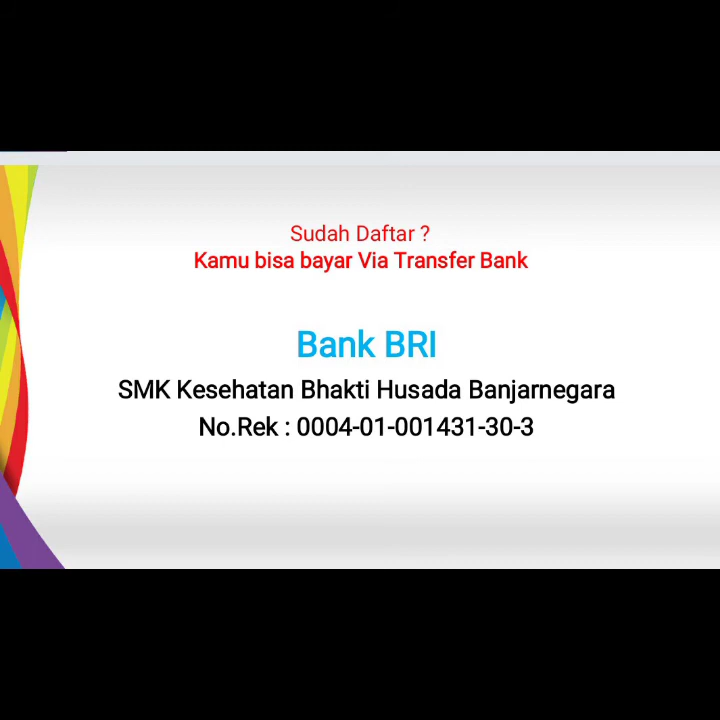 Sudah Daftar ?
Kamu bisa bayar Via Transfer Bank
Bank BRI
SMK Kesehatan Bhakti Husada Banjarnegara
No.Rek : 0004-01-001431-30-3